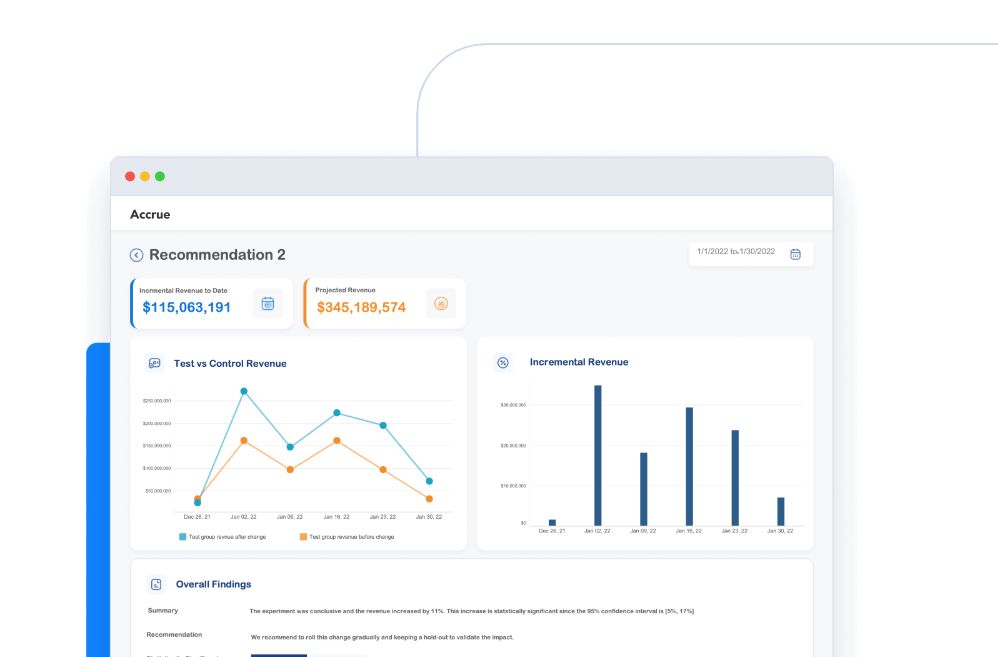 Accrue
Recommendation 2
1/1/2022 to 1/30/2022
Incrmental Revenue to Date
$115,063,191
Projected Revenue
$345,189,574
Test vs Control Revenue
$250,000,000
$200,000,000
$150,000,000
$100,000,000
$50,000,000
Dec 26, 21 Jan 02, 22 Jan 09, 22 Jan 16, 22 Jan 23, 22 Jan 30, 22
Test group revnue after change
Test group revenue before change
Incremental Revenue
$30,000,000
$20,000,000
$10,000,000
$0
Dec 26, 21 Jan 02, 22 Jan 09, 22 Jan 16, 22 Jan 23, 22 Jan 30, 22
Overall Findings
Summary
The experiment was conclusive and the revenue increased by 11%. This increase is statstically significant since the 95% confidence interval is [5%, 17%]
Recommendation
We recommend to roll this change gradually and keeping a hold-out to validate the impact.